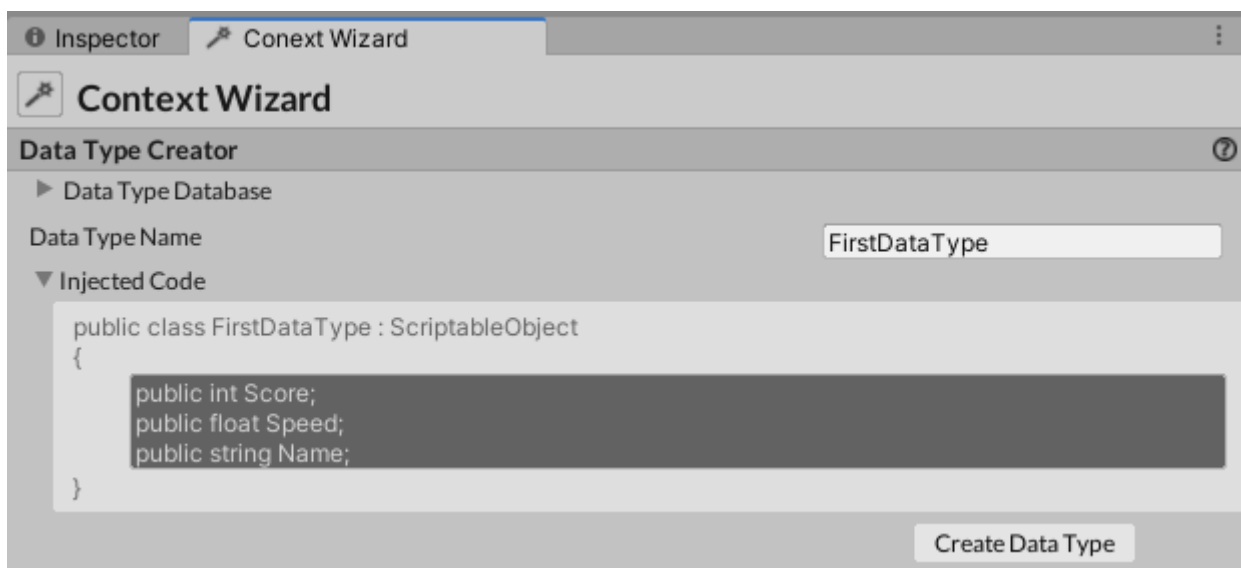 Inspector
Conext Wizard
Context Wizard
Data Type Creator
Data Type Database
Data Type Name
FirstDataType
Injected Code
public class FirstDataType : ScriptableObject
{
public int Score;
public float Speed;
public string Name;
}
Create Data Type